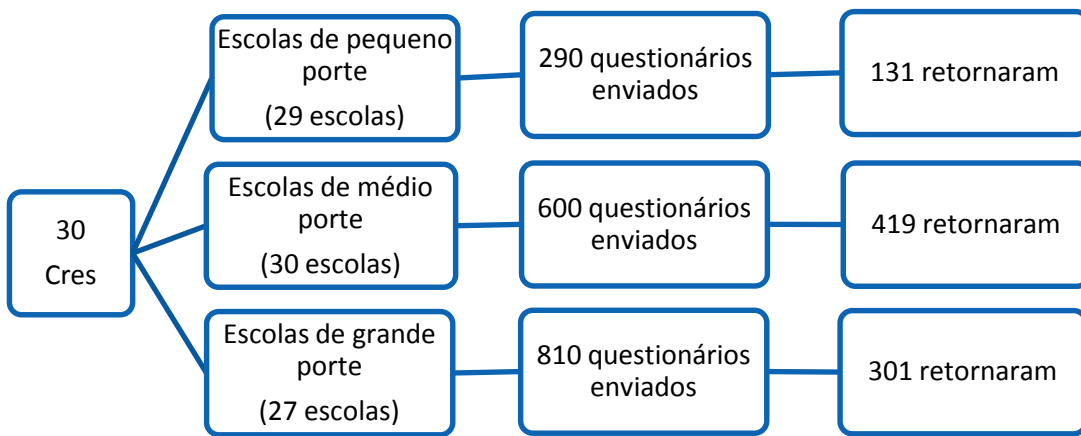 30
Cres
Escolas de pequeno
porte
(29 escolas)
290 questionários
enviados
131 retornaram
Escolas de médio
porte
(30 escolas)
600 questionários
enviados
419 retornaram
Escolas de grande
porte
(27 escolas)
810 questionários
enviados
301 retornaram